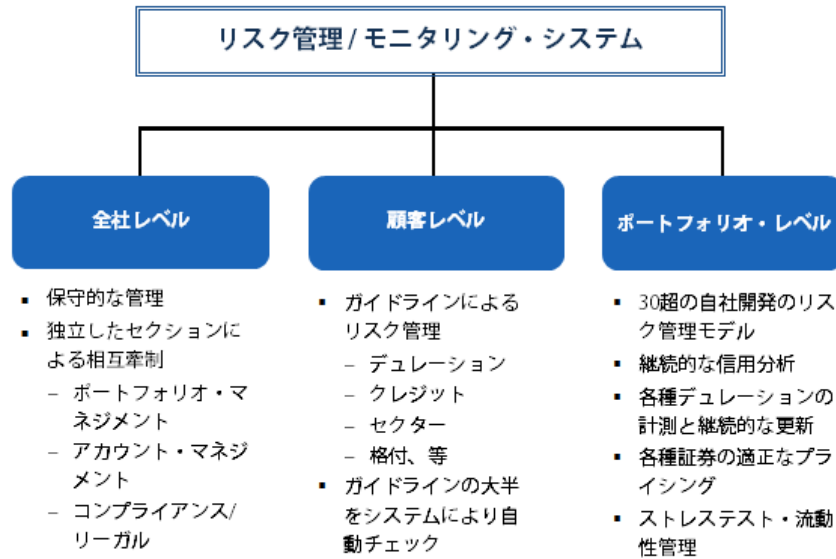 リスク管理 / モニタリング・システム
全社レベル
▪ 保守的な管理
▪ 独立したセクションに
よる相互牽制
– ポートフォリオ・マ
ネジメント
– アカウント・マネジ
メント
– コンプライアンス/
リーガル
顧客レベル
▪ ガイドラインによる
リスク管理
– デュレーション
– クレジット
– セクター
– 格付、等
▪ ガイドラインの大半
をシステムにより自
動チェック
ポートフォリオ・レベル
▪ 30超の自社開発のリス
ク管理モデル
▪ 継続的な信用分析
▪ 各種デュレーションの
計測と継続的な更新
▪ 各種証券の適正なプラ
イシング
▪ ストレステスト・流動
性管理